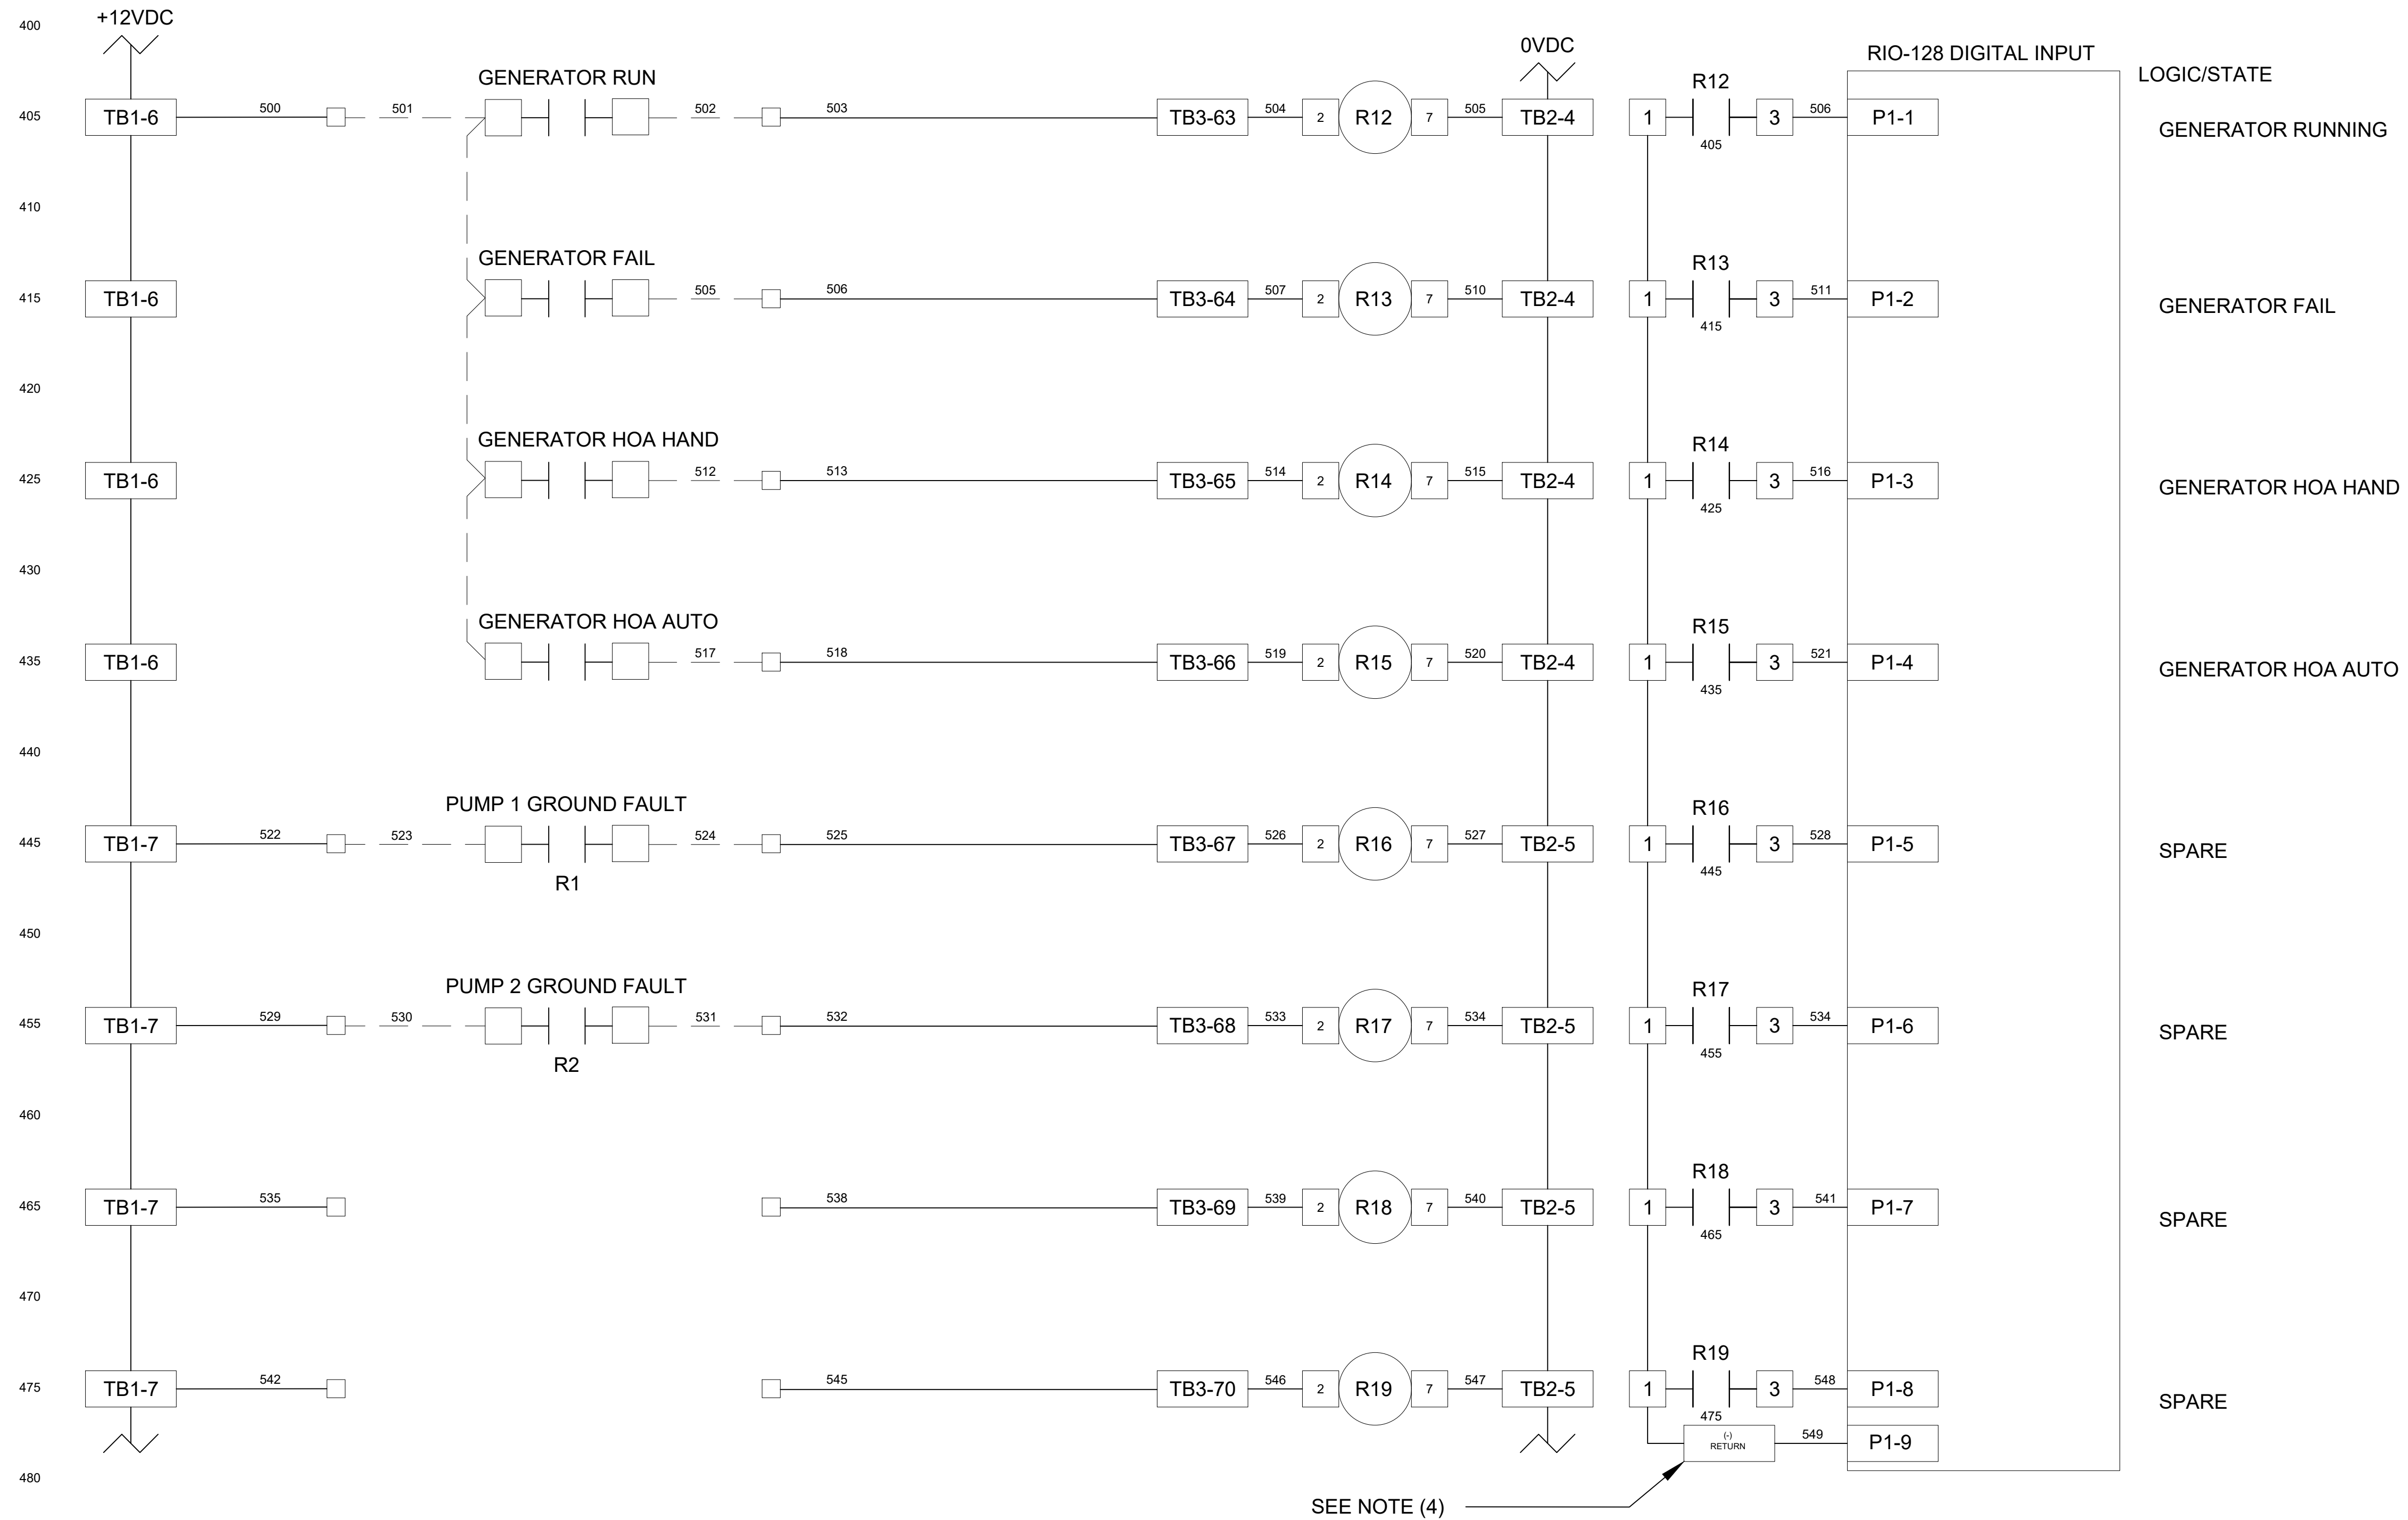 400
+12VDC
0VDC
RIO-128 DIGITAL INPUT
LOGIC/STATE
GENERATOR RUN
R12
405
TB1-6
500
501
502
503
TB3-63
504
2
R12
7
505
TB2-4
1
405
3
506
P1-1
GENERATOR RUNNING
410
GENERATOR FAIL
R13
415
TB1-6
505
506
TB3-64
507
2
R13
7
510
TB2-4
1
415
3
511
P1-2
GENERATOR FAIL
420
GENERATOR HOA HAND
R14
425
TB1-6
512
513
TB3-65
514
2
R14
7
515
TB2-4
1
425
3
516
P1-3
GENERATOR HOA HAND
430
GENERATOR HOA AUTO
R15
435
TB1-6
517
518
TB3-66
519
2
R15
7
520
TB2-4
1
435
3
521
P1-4
GENERATOR HOA AUTO
440
PUMP 1 GROUND FAULT
R16
445
TB1-7
522
523
R1
524
525
TB3-67
526
2
R16
7
527
TB2-5
1
445
3
528
P1-5
SPARE
450
PUMP 2 GROUND FAULT
R17
455
TB1-7
529
530
R2
531
532
TB3-68
533
2
R17
7
534
TB2-5
1
455
3
534
P1-6
SPARE
460
R18
465
TB1-7
535
538
TB3-69
539
2
R18
7
540
TB2-5
1
465
3
541
P1-7
SPARE
470
R19
475
TB1-7
542
545
TB3-70
546
2
R19
7
547
TB2-5
1
475
3
548
P1-8
SPARE
(-)
RETURN
549
P1-9
480
SEE NOTE (4)